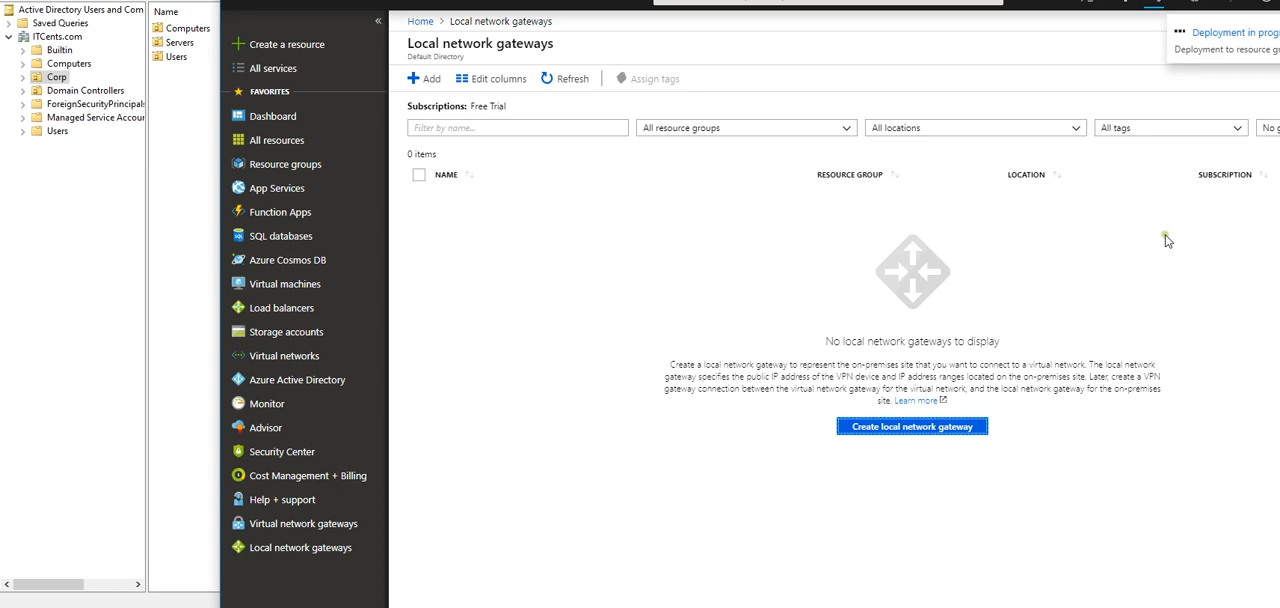 Active Directory Users and Com
Saved Queries
ITCents.com
Builtin
Computers
Corp
Domain Controllers
ForeignSecurityPrincipals
Managed Service Accour
Users
Name
Computers
Servers
Users
Create a resource
All services
FAVORITES
Dashboard
All resources
Resource groups
App Services
Function Apps
SQL databases
Azure Cosmos DB
Virtual machines
Load balancers
Storage accounts
Virtual networks
Azure Active Directory
Monitor
Advisor
Security Center
Cost Management + Billing
Help + support
Virtual network gateways
Local network gateways
Home > Local network gateways
Local network gateways
Default Directory
Add Edit columns Refresh Assign tags
Subscriptions: Free Trial
Filter by name... All resource groups All locations All tags No g
0 items
NAME RESOURCE GROUP LOCATION SUBSCRIPTION
No local network gateways to display
Create a local network gateway to represent the on-premises site that you want to connect to a virtual network. The local network
gateway specifies the public IP address of the VPN device and IP address ranges located on the on-premises site. Later, create a VPN
gateway connection between the virtual network gateway for the virtual network, and the local network gateway for the on-premises
site. Learn more
Create local network gateway
Deployment in prog
Deployment to resource gr